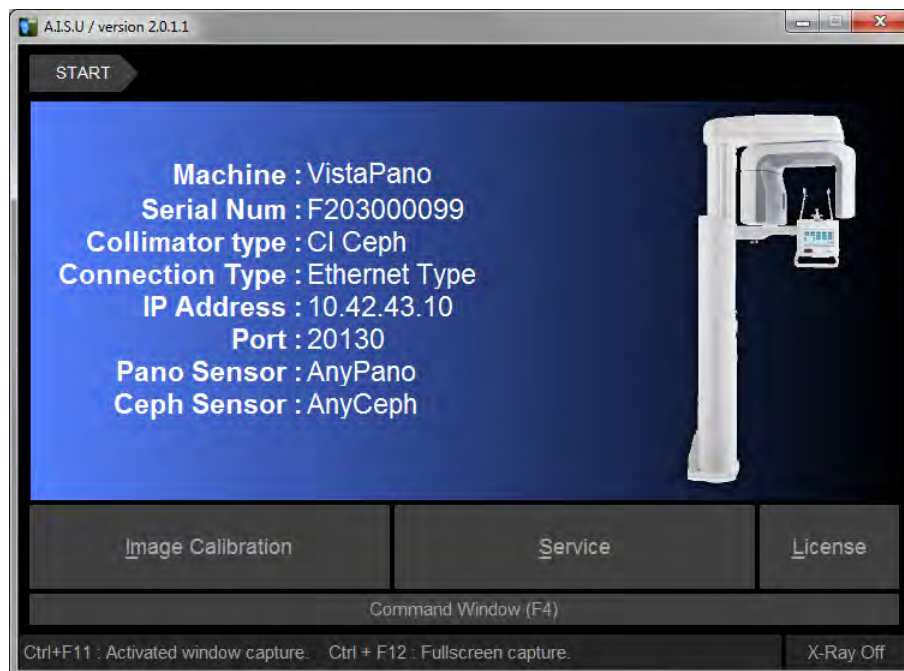 A.I.S.U / version 2.0.1.1
START
Machine : VistaPano
Serial Num : F203000099
Collimator type : CI Ceph
Connection Type : Ethernet Type
IP Address : 10.42.43.10
Port : 20130
Pano Sensor : AnyPano
Ceph Sensor : AnyCeph
Image Calibration
Service
License
Command Window (F4)
Ctrl+F11 : Activated window capture. Ctrl + F12 : Fullscreen capture.
X-Ray Off